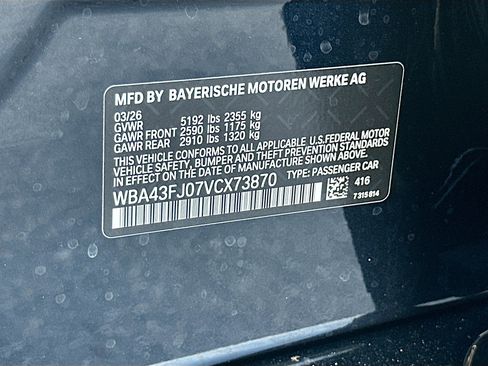 MFD BY BAYERISCHE MOTOREN WERKE AG
03/26
GVWR 5192 lbs 2355 kg
GAWR FRONT 2590 lbs 1175 kg
GAWR REAR 2910 lbs 1320 kg
THIS VEHICLE CONFORMS TO ALL APPLICABLE U.S.FEDERAL MOTOR
VEHICLE SAFETY, BUMPER AND THEFT PREVENTION STANDARDS
IN EFFECT ON THE DATE OF MANUFACTURE SHOWN ABOVE.
WBA43FJ07VCX73870 TYPE: PASSENGER CAR
416
7315814